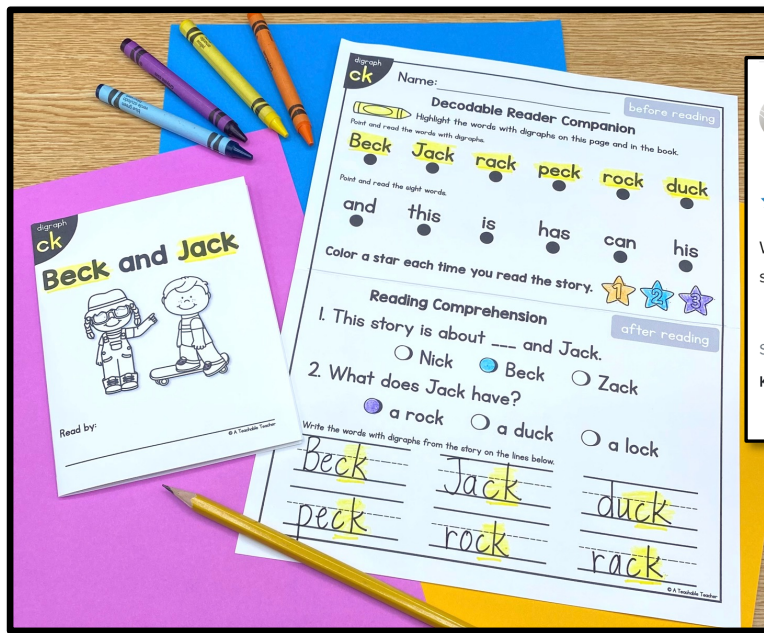 digraph
ck
Beck and Jack
Read by:
© A Teachable Teacher
digraph
ck
Name:
before reading
Decodable Reader Companion
Highlight the words with digraphs on this page and in the book.
Point and read the words with digraphs.
Beck Jack rack peck rock duck
Point and read the sight words.
and this is has can his
Color a star each time you read the story. 1 2 3
Reading Comprehension
after reading
1. This story is about ___ and Jack.
Nick Beck Zack
2. What does Jack have?
a rock a duck a lock
Write the words with digraphs from the story on the lines below.
Beck Jack duck
peck rock rack
© A Teachable Teacher